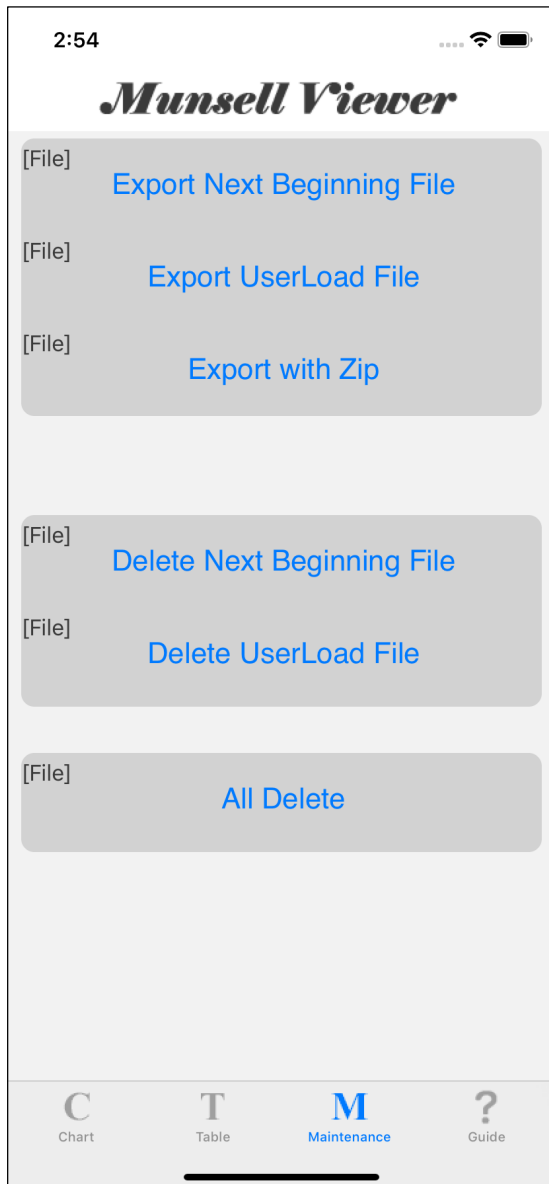 2:54
Munsell Viewer
[File]
Export Next Beginning File
[File]
Export UserLoad File
[File]
Export with Zip
[File]
Delete Next Beginning File
[File]
Delete UserLoad File
[File]
All Delete
C T M ?
Chart Table Maintenance Guide